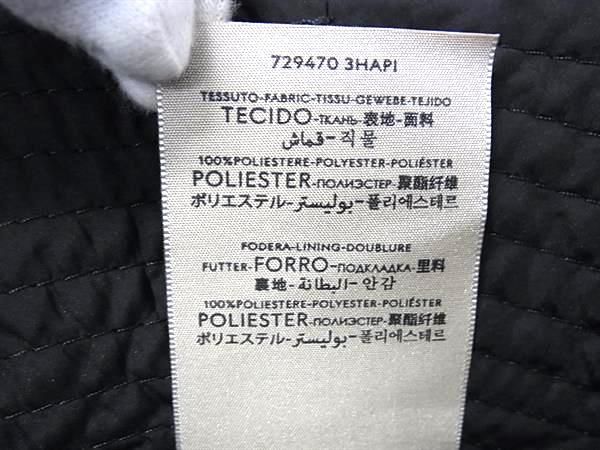 729470 3HAPI
TESSUTO-FABRIC-TISSU-GEWEBE-TEJIDO
TECIDO-ТКАНЬ-表地-面料
قماش-직물
100%POLIESTERE-POLYESTER-POLIÉSTER
POLIESTER-ПОЛИЭСТЕР-聚酯纤维
ポリエステル-بوليستر-폴리에스테르
FODERA-LINING-DOUBLURE
FUTTER-FORRO-ПОДКЛАДКА-里料
裏地-البطانة-안감
100%POLIESTERE-POLYESTER-POLIÉSTER
POLIESTER-ПОЛИЭСТЕР-聚酯纤维
ポリエステル-بوليستر-폴리에스테르